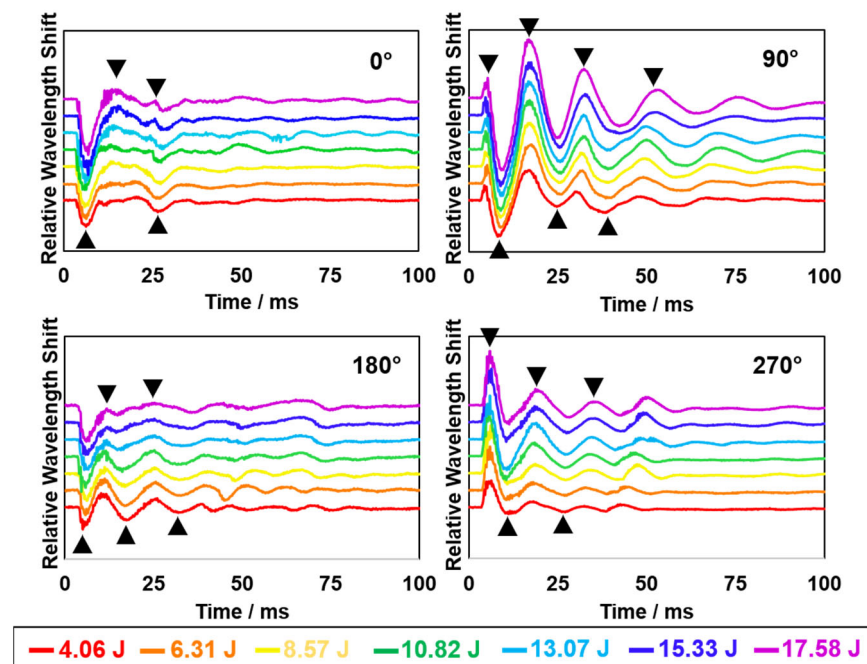 Relative Wavelength Shift
0°
0 25 50 75 100
Time / ms
Relative Wavelength Shift
90°
0 25 50 75 100
Time / ms
Relative Wavelength Shift
180°
0 25 50 75 100
Time / ms
Relative Wavelength Shift
270°
0 25 50 75 100
Time / ms
4.06 J 6.31 J 8.57 J 10.82 J 13.07 J 15.33 J 17.58 J